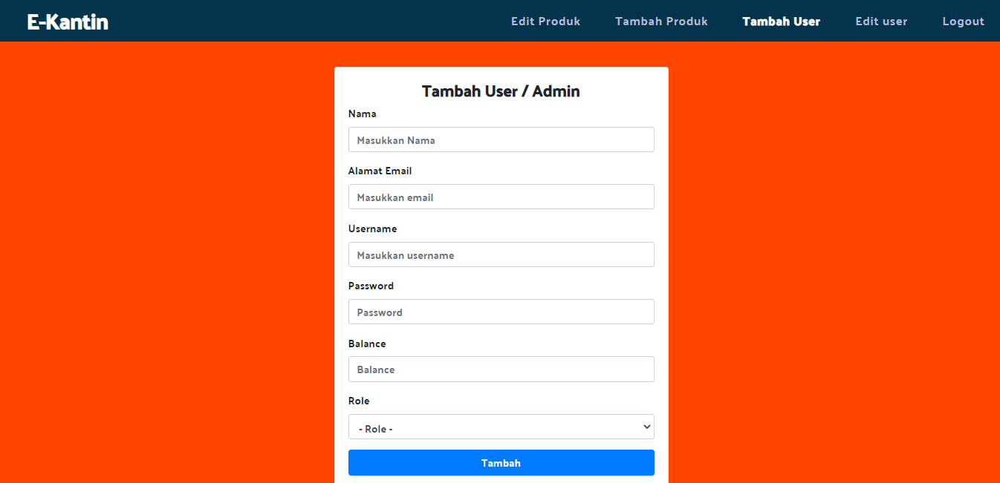 E-Kantin
Edit Produk Tambah Produk Tambah User Edit user Logout
Tambah User / Admin
Nama
Masukkan Nama
Alamat Email
Masukkan email
Username
Masukkan username
Password
Password
Balance
Balance
Role
- Role -
Tambah